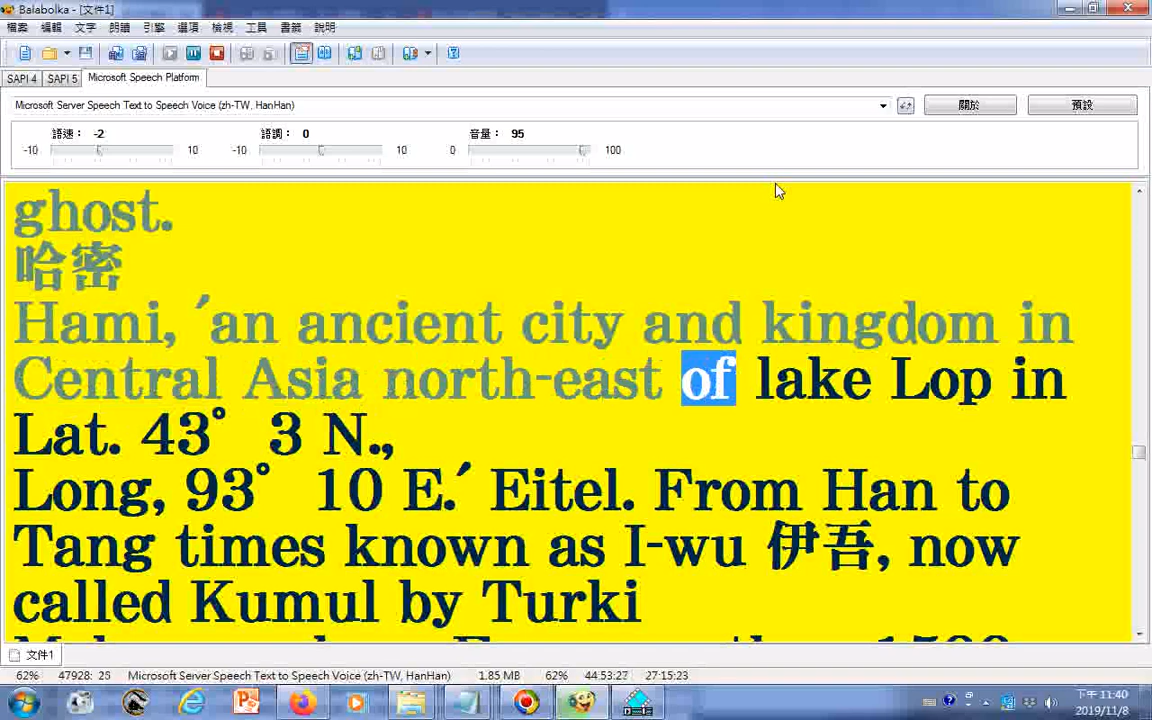 Balabolka - [文件1]
檔案 編輯 文字 朗讀 引擎 選項 檢視 工具 書籤 說明
SAPI 4 SAPI 5 Microsoft Speech Platform
Microsoft Server Speech Text to Speech Voice (zh-TW, HanHan) 關於 預設
語速： -2 語調： 0 音量： 95
-10 10 -10 10 0 100
ghost.
哈密
Hami, ′an ancient city and kingdom in
Central Asia north-east of lake Lop in
Lat. 43° 3 N.,
Long, 93° 10 E.′ Eitel. From Han to
Tang times known as I-wu 伊吾, now
called Kumul by Turki
文件1
62% 47928: 23 Microsoft Server Speech Text to Speech Voice (zh-TW, HanHan) 1.85 MB 62% 44:53:27 27:15:23
下午 11:40
2019/11/8